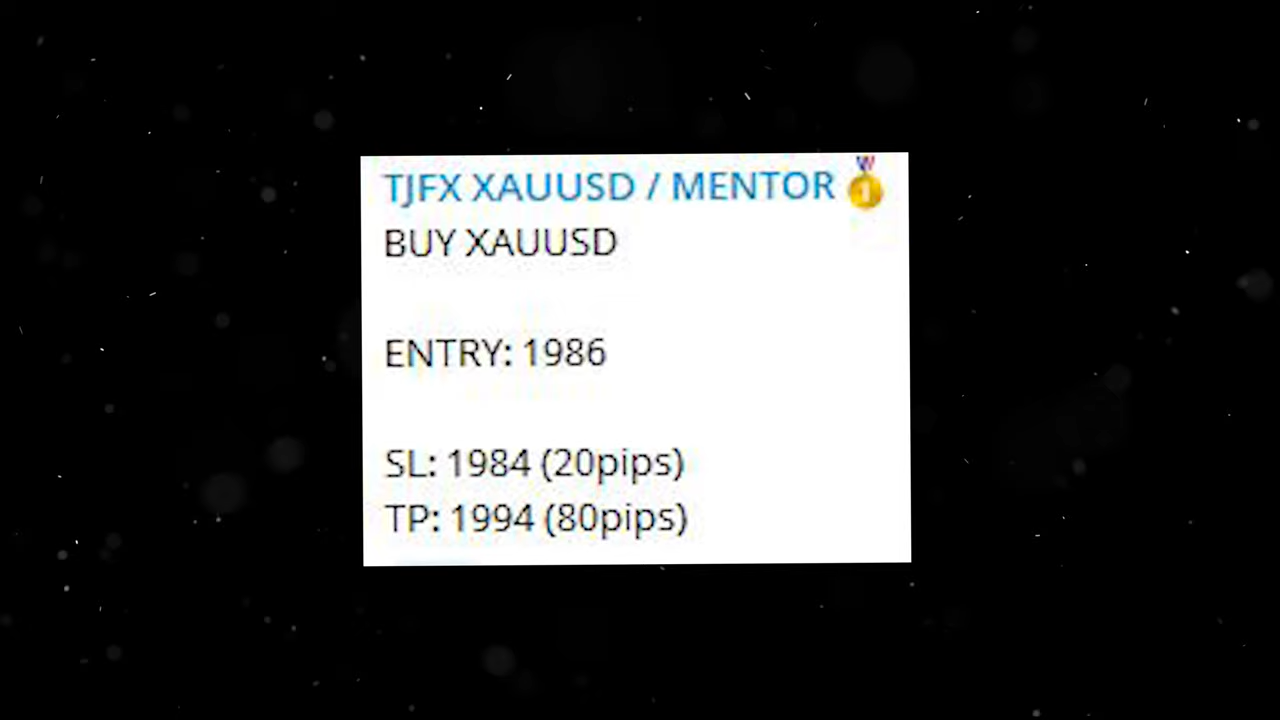 TJFX XAUUSD / MENTOR 🥇
BUY XAUUSD
ENTRY: 1986
SL: 1984 (20pips)
TP: 1994 (80pips)